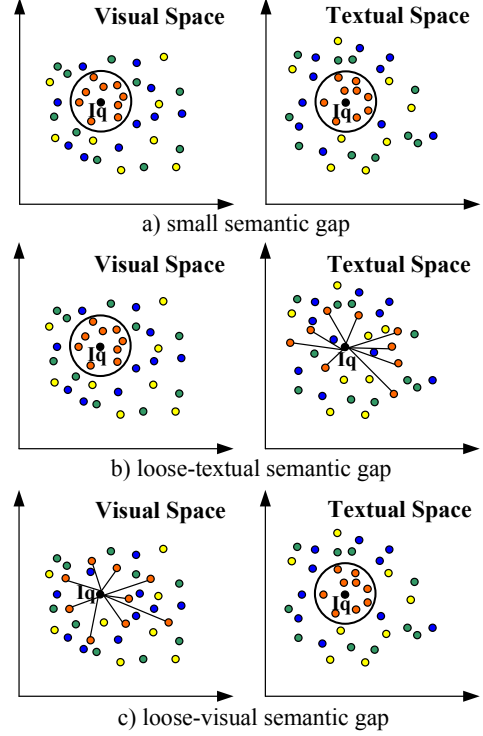 Visual Space
Textual Space
Iq
Iq
a) small semantic gap
Visual Space
Textual Space
Iq
Iq
b) loose-textual semantic gap
Visual Space
Textual Space
Iq
Iq
c) loose-visual semantic gap